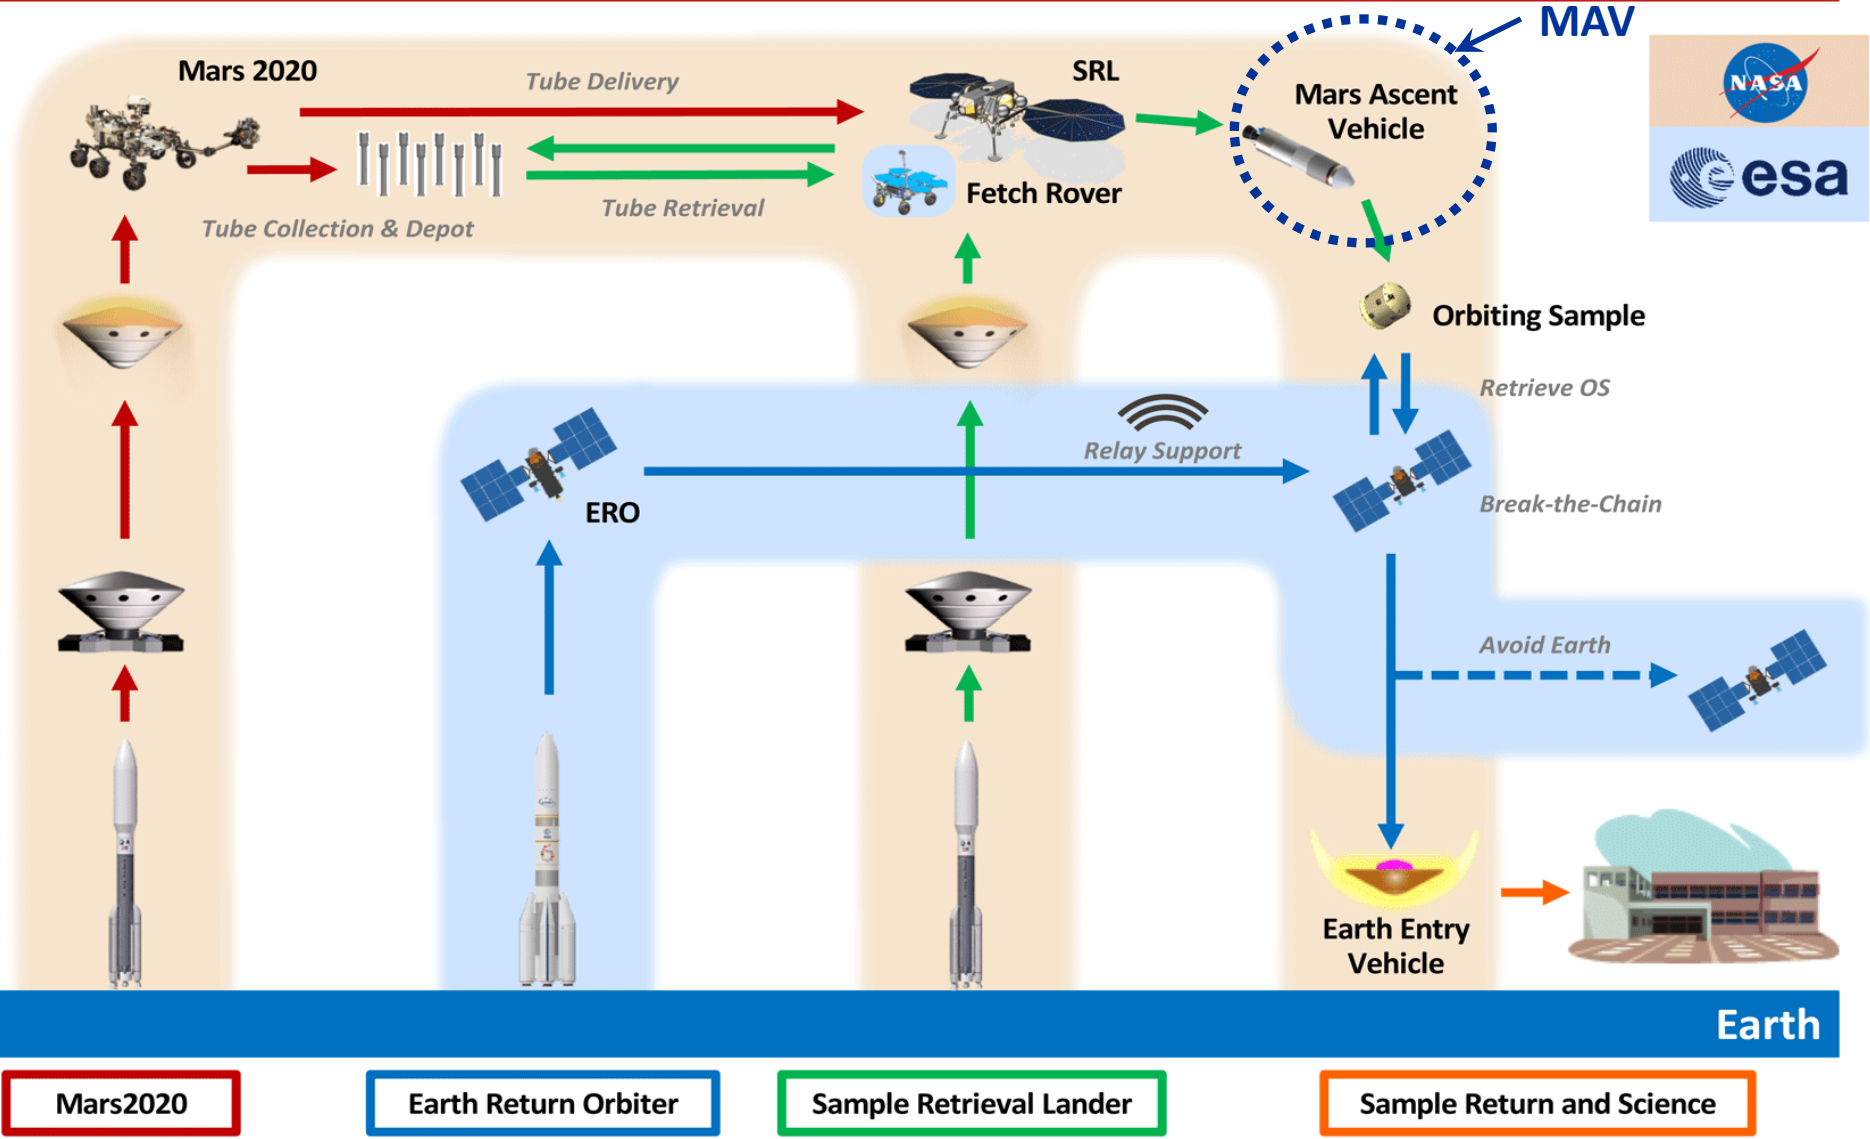 MAV
Mars 2020
Tube Delivery
SRL
Mars Ascent
Vehicle
NASA
esa
Fetch Rover
Tube Retrieval
Tube Collection & Depot
Orbiting Sample
Retrieve OS
Relay Support
ERO
Break-the-Chain
Avoid Earth
6
Earth Entry
Vehicle
Earth
Mars2020
Earth Return Orbiter
Sample Retrieval Lander
Sample Return and Science